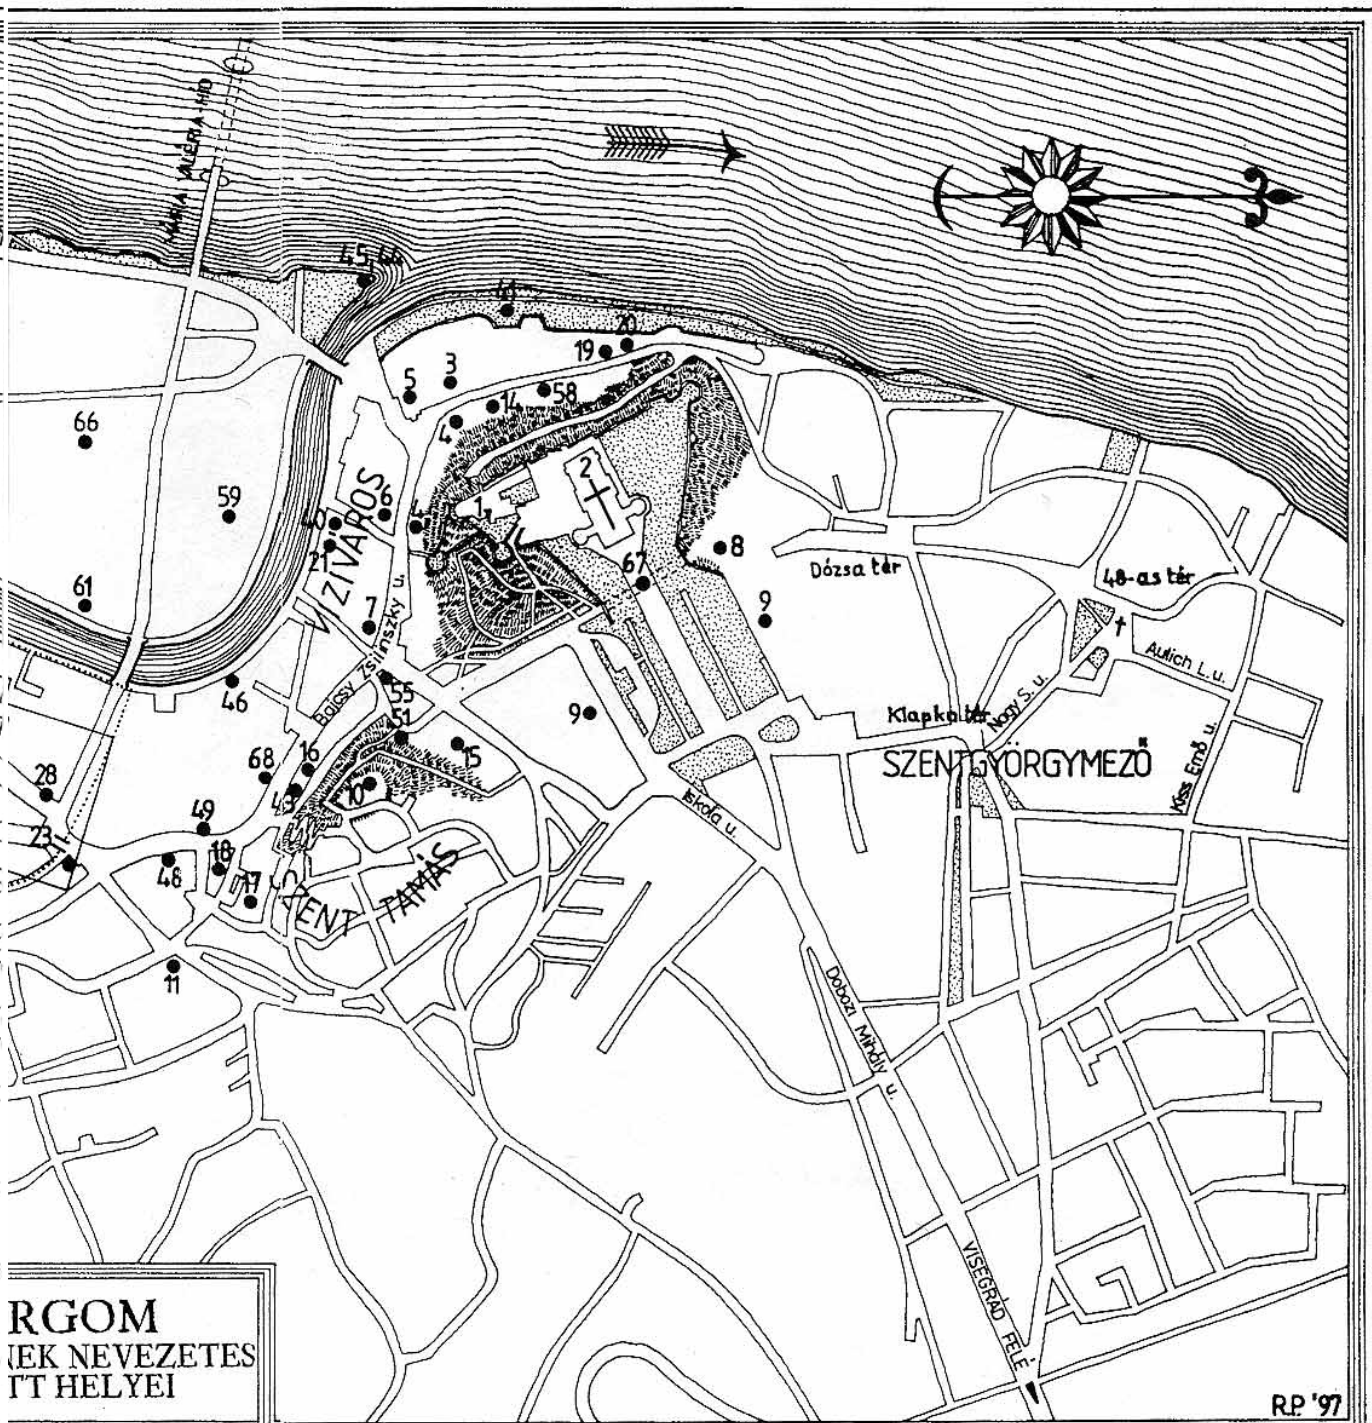 MÁRIA VALÉRIA-HÍD
45, 44
41
20
19
3
5
58
14
4
66
2
59
6
1
4
40
21
VÍZIVÁROS
8
67
Dózsa tér
48-as tér
61
7
9
Bajcsy Zsilinszky u.
Aulich L. u.
46
55
9
Klapka tér
Nagy S. u.
51
15
SZENTGYÖRGYMEZŐ
Kiss Ernő u.
16
68
28
43
10
Iskola u.
49
23
18
48
17
SZENT TAMÁS
11
Dobozi Mihály u.
VISEGRÁD FELÉ
RGOM
NEK NEVEZETES
TT HELYEI
R.P. '97